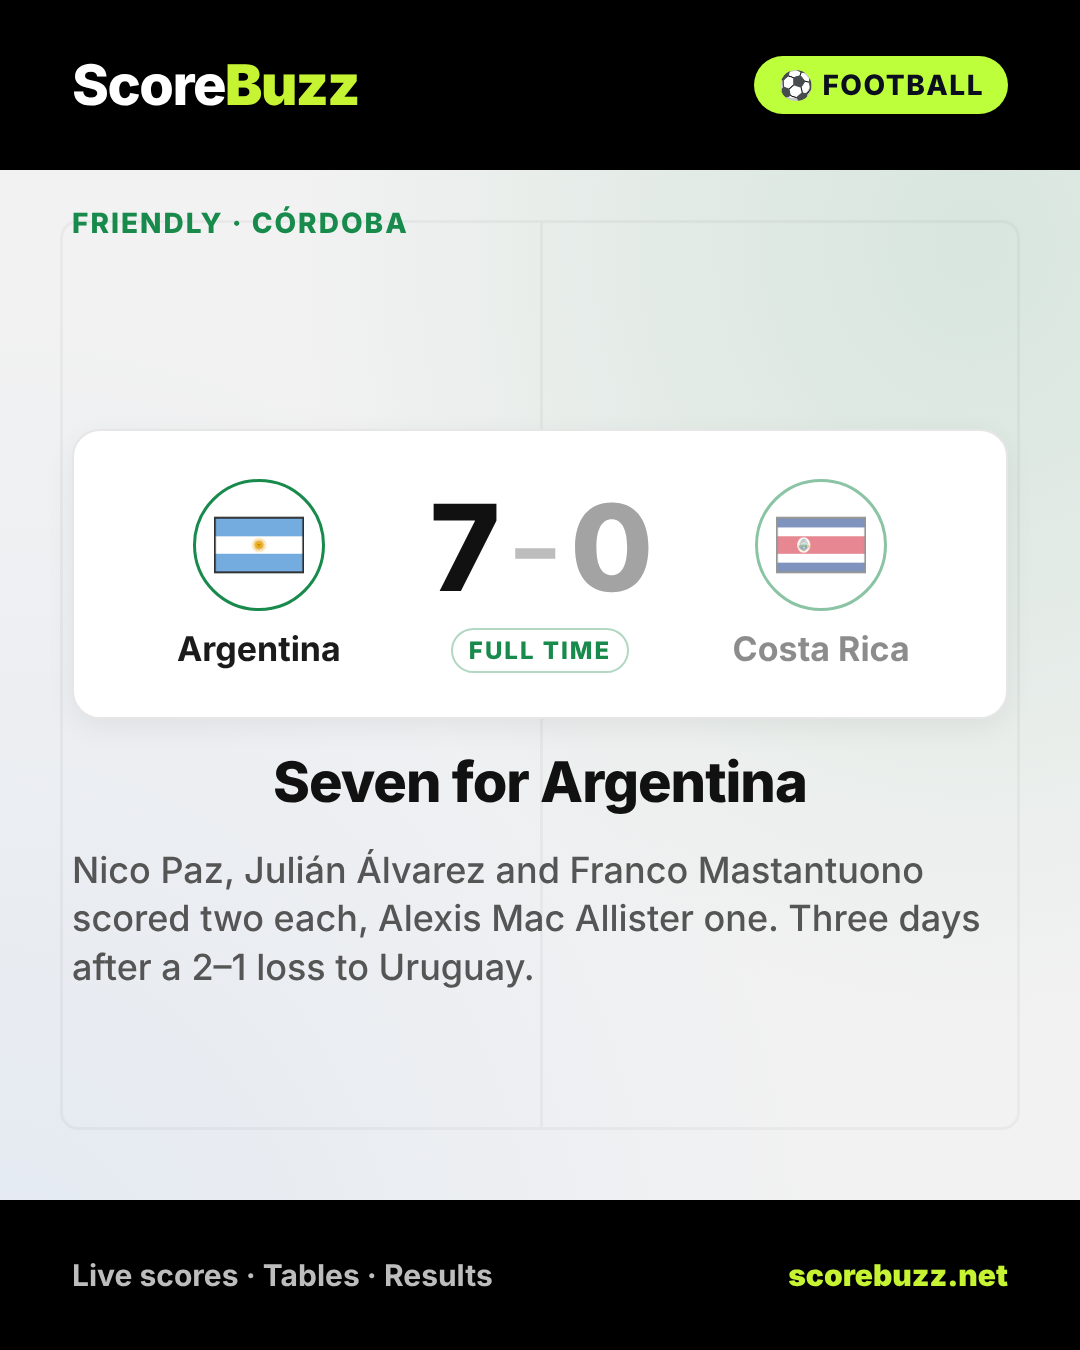 ScoreBuzz
⚽ FOOTBALL
FRIENDLY · CÓRDOBA
7 - 0
Argentina
FULL TIME
Costa Rica
Seven for Argentina
Nico Paz, Julián Álvarez and Franco Mastantuono
scored two each, Alexis Mac Allister one. Three days
after a 2–1 loss to Uruguay.
Live scores · Tables · Results
scorebuzz.net